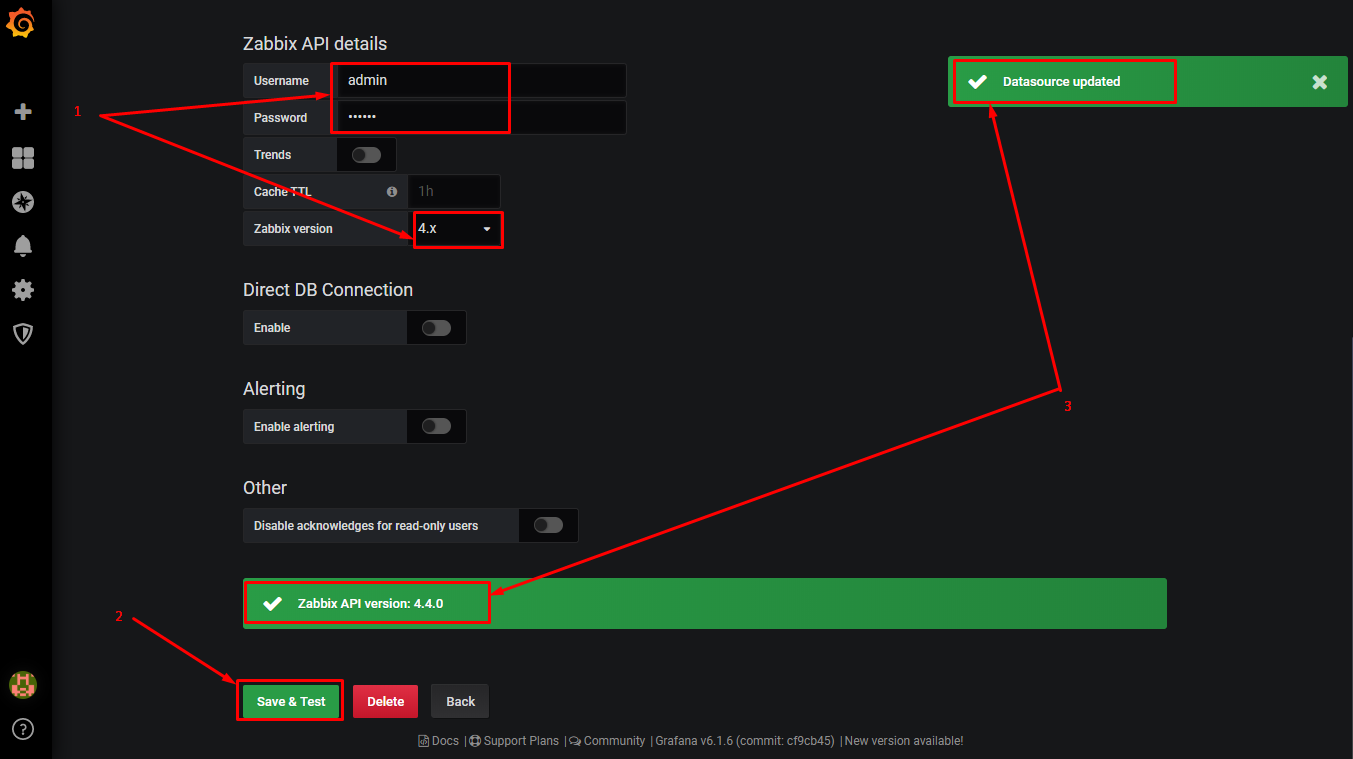 Zabbix API details
Datasource updated
Username admin
1
Password ••••••
Trends
Cache TTL 1h
Zabbix version 4.x
Direct DB Connection
Enable
Alerting
3
Enable alerting
Other
Disable acknowledges for read-only users
Zabbix API version: 4.4.0
2
Save & Test Delete Back
Docs | Support Plans | Community | Grafana v6.1.6 (commit: cf9cb45) | New version available!